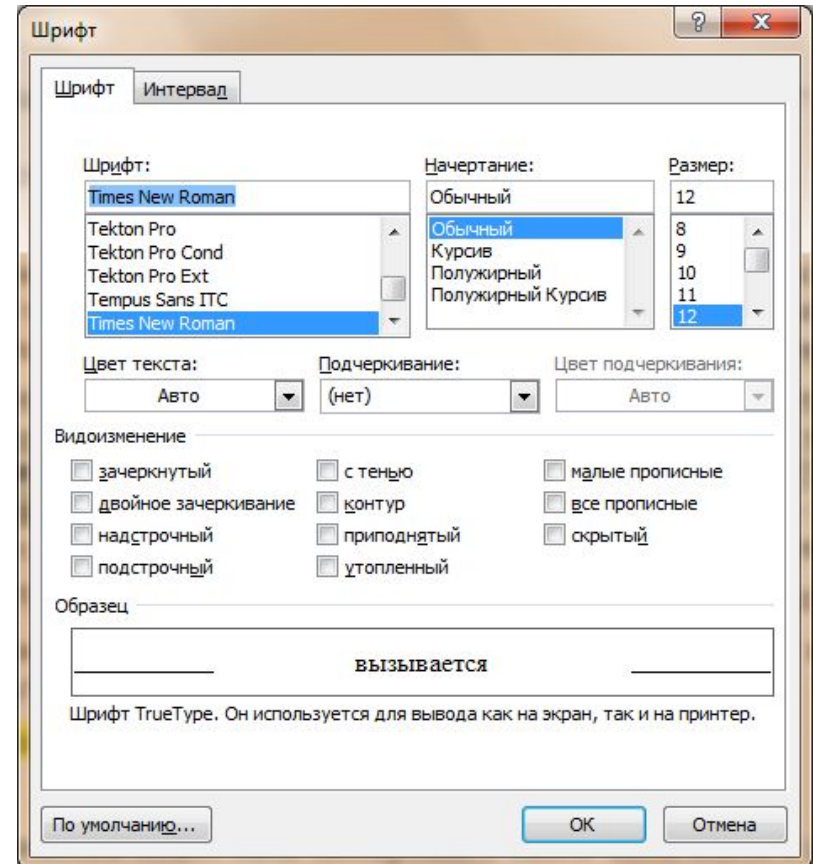 Шрифт
Шрифт Интервал
Шрифт: Начертание: Размер:
Times New Roman Обычный 12
Tekton Pro Обычный 8
Tekton Pro Cond Курсив 9
Tekton Pro Ext Полужирный 10
Tempus Sans ITC Полужирный Курсив 11
Times New Roman 12
Цвет текста: Подчеркивание: Цвет подчеркивания:
Авто (нет) Авто
Видоизменение
зачеркнутый с тенью малые прописные
двойное зачеркивание контур все прописные
надстрочный приподнятый скрытый
подстрочный утопленный
Образец
вызывается
Шрифт TrueType. Он используется для вывода как на экран, так и на принтер.
По умолчанию... ОК Отмена